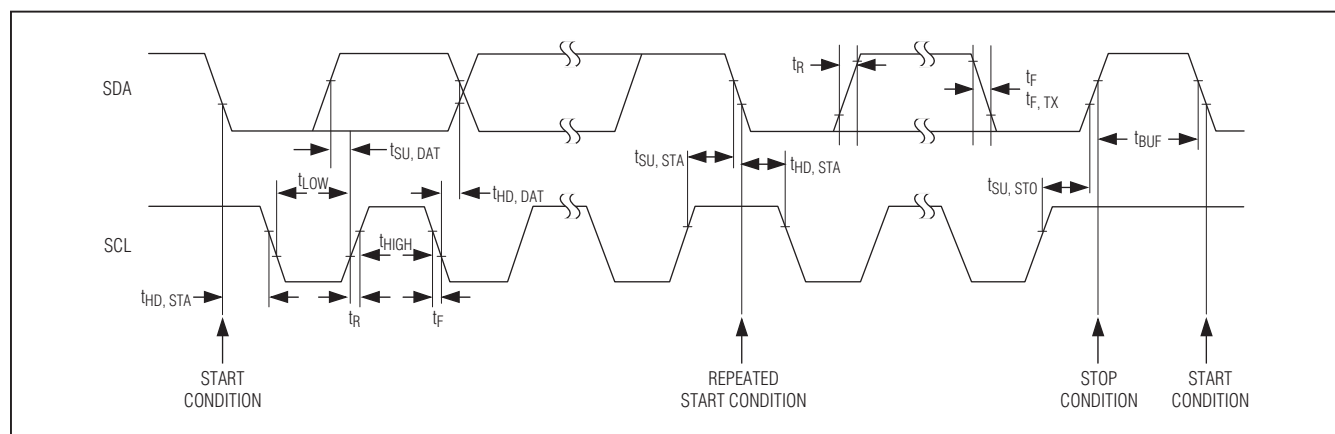 SDA
tR
tF
tF, TX
tSU, DAT
tLOW
tHD, DAT
tSU, STA
tHD, STA
tBUF
tSU, STO
SCL
tHIGH
tHD, STA
tR
tF
START
CONDITION
REPEATED
START CONDITION
STOP
CONDITION
START
CONDITION